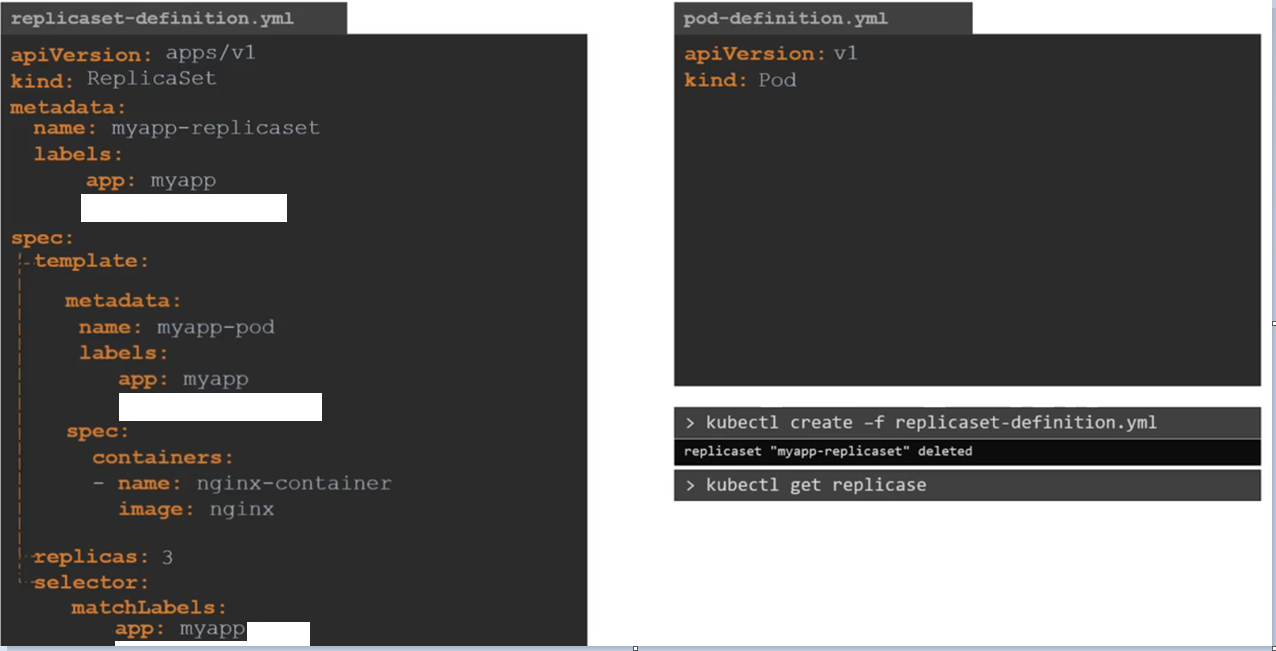 replicaset-definition.yml
apiVersion: apps/v1
kind: ReplicaSet
metadata:
name: myapp-replicaset
labels:
app: myapp
spec:
template:
metadata:
name: myapp-pod
labels:
app: myapp
spec:
containers:
- name: nginx-container
image: nginx
replicas: 3
selector:
matchLabels:
app: myapp
pod-definition.yml
apiVersion: v1
kind: Pod
> kubectl create –f replicaset-definition.yml
replicaset "myapp-replicaset" deleted
> kubectl get replicase